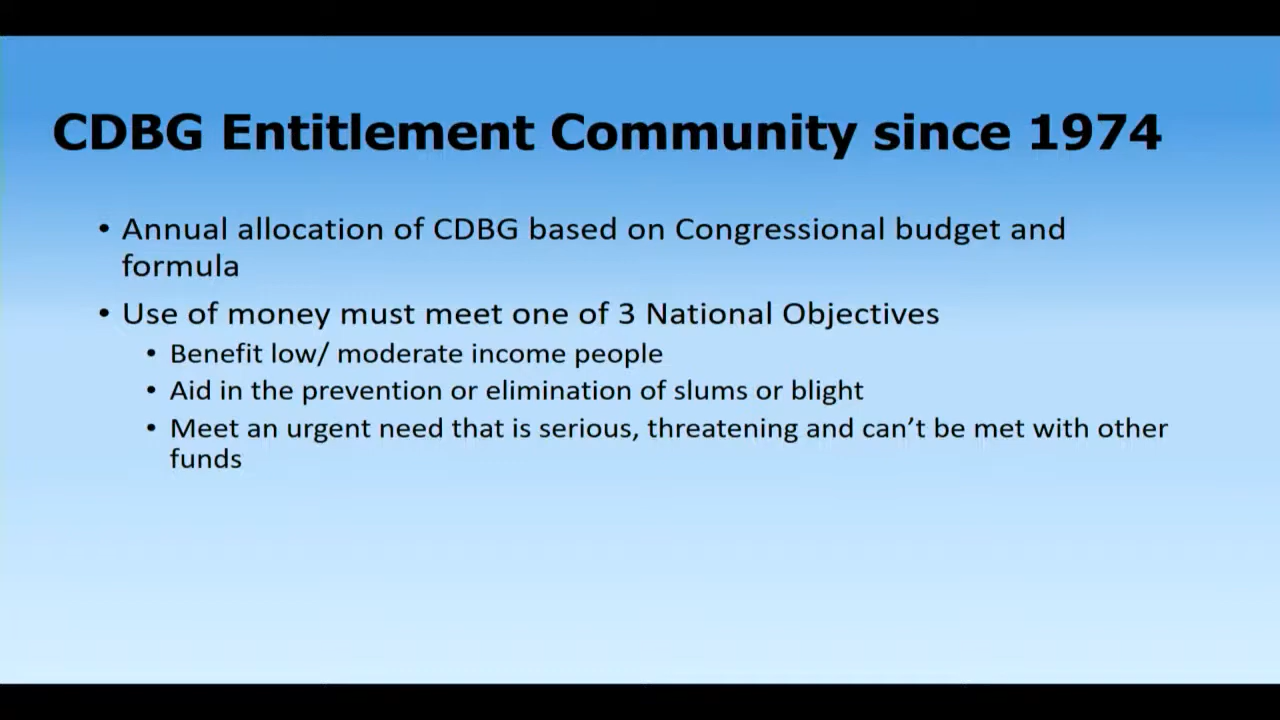 CDBG Entitlement Community since 1974
• Annual allocation of CDBG based on Congressional budget and
formula
• Use of money must meet one of 3 National Objectives
• Benefit low/ moderate income people
• Aid in the prevention or elimination of slums or blight
• Meet an urgent need that is serious, threatening and can’t be met with other
funds